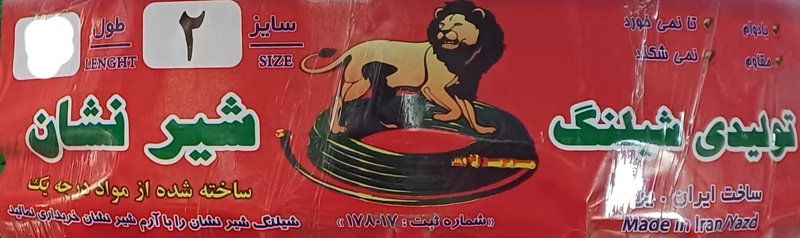 بادوام تا نمی خورد
مقاوم نمی شکند
سایز ۲ طول
SIZE LENGHT
تولیدی شیلنگ شیر نشان
ساخته شده از مواد درجه یک
ساخت ایران . یزد
Made in Iran/Yazd
«شماره ثبت : ۱۷۸۰۱۷»
شیلنگ شیر نشان را با آرم شیر نشان خریداری نمائید